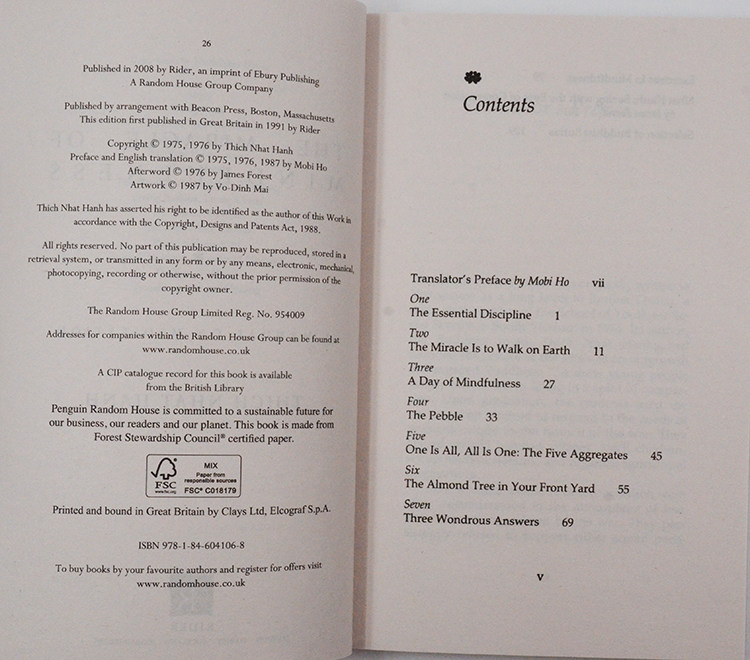 26
Published in 2008 by Rider, an imprint of Ebury Publishing
A Random House Group Company
Published by arrangement with Beacon Press, Boston, Massachusetts
This edition first published in Great Britain in 1991 by Rider
Copyright © 1975, 1976 by Thich Nhat Hanh
Preface and English translation © 1975, 1976, 1987 by Mobi Ho
Afterword © 1976 by James Forest
Artwork © 1987 by Vo-Dinh Mai
Thich Nhat Hanh has asserted his right to be identified as the author of this Work in
accordance with the Copyright, Designs and Patents Act, 1988.
All rights reserved. No part of this publication may be reproduced, stored in a
retrieval system, or transmitted in any form or by any means, electronic, mechanical,
photocopying, recording or otherwise, without the prior permission of the
copyright owner.
The Random House Group Limited Reg. No. 954009
Addresses for companies within the Random House Group can be found at
www.randomhouse.co.uk
A CIP catalogue record for this book is available
from the British Library
Penguin Random House is committed to a sustainable future for
our business, our readers and our planet. This book is made from
Forest Stewardship Council® certified paper.
FSC
www.fsc.org
MIX
Paper from
responsible sources
FSC® C018179
Printed and bound in Great Britain by Clays Ltd, Elcograf S.p.A.
ISBN 978-1-84-604106-8
To buy books by your favourite authors and register for offers visit
www.randomhouse.co.uk
Contents
Translator's Preface by Mobi Ho vii
One
The Essential Discipline 1
Two
The Miracle Is to Walk on Earth 11
Three
A Day of Mindfulness 27
Four
The Pebble 33
Five
One Is All, All Is One: The Five Aggregates 45
Six
The Almond Tree in Your Front Yard 55
Seven
Three Wondrous Answers 69
v